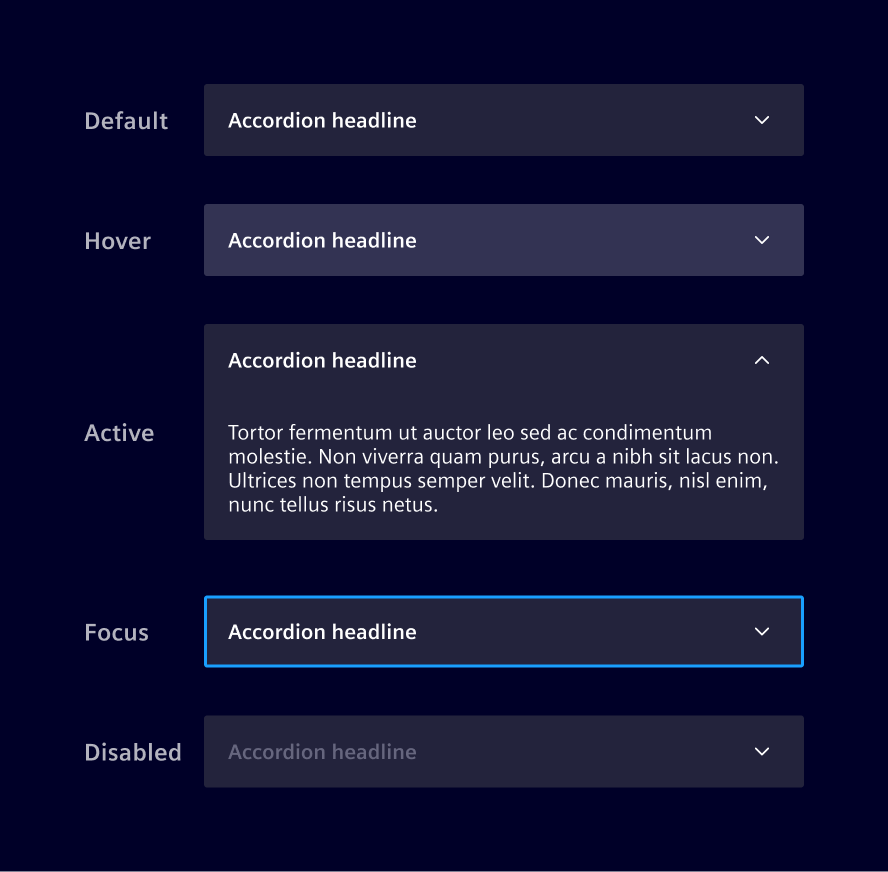 Default
Accordion headline
Hover
Accordion headline
Accordion headline
Active
Tortor fermentum ut auctor leo sed ac condimentum
molestie. Non viverra quam purus, arcu a nibh sit lacus non.
Ultrices non tempus semper velit. Donec mauris, nisl enim,
nunc tellus risus netus.
Focus
Accordion headline
Disabled
Accordion headline